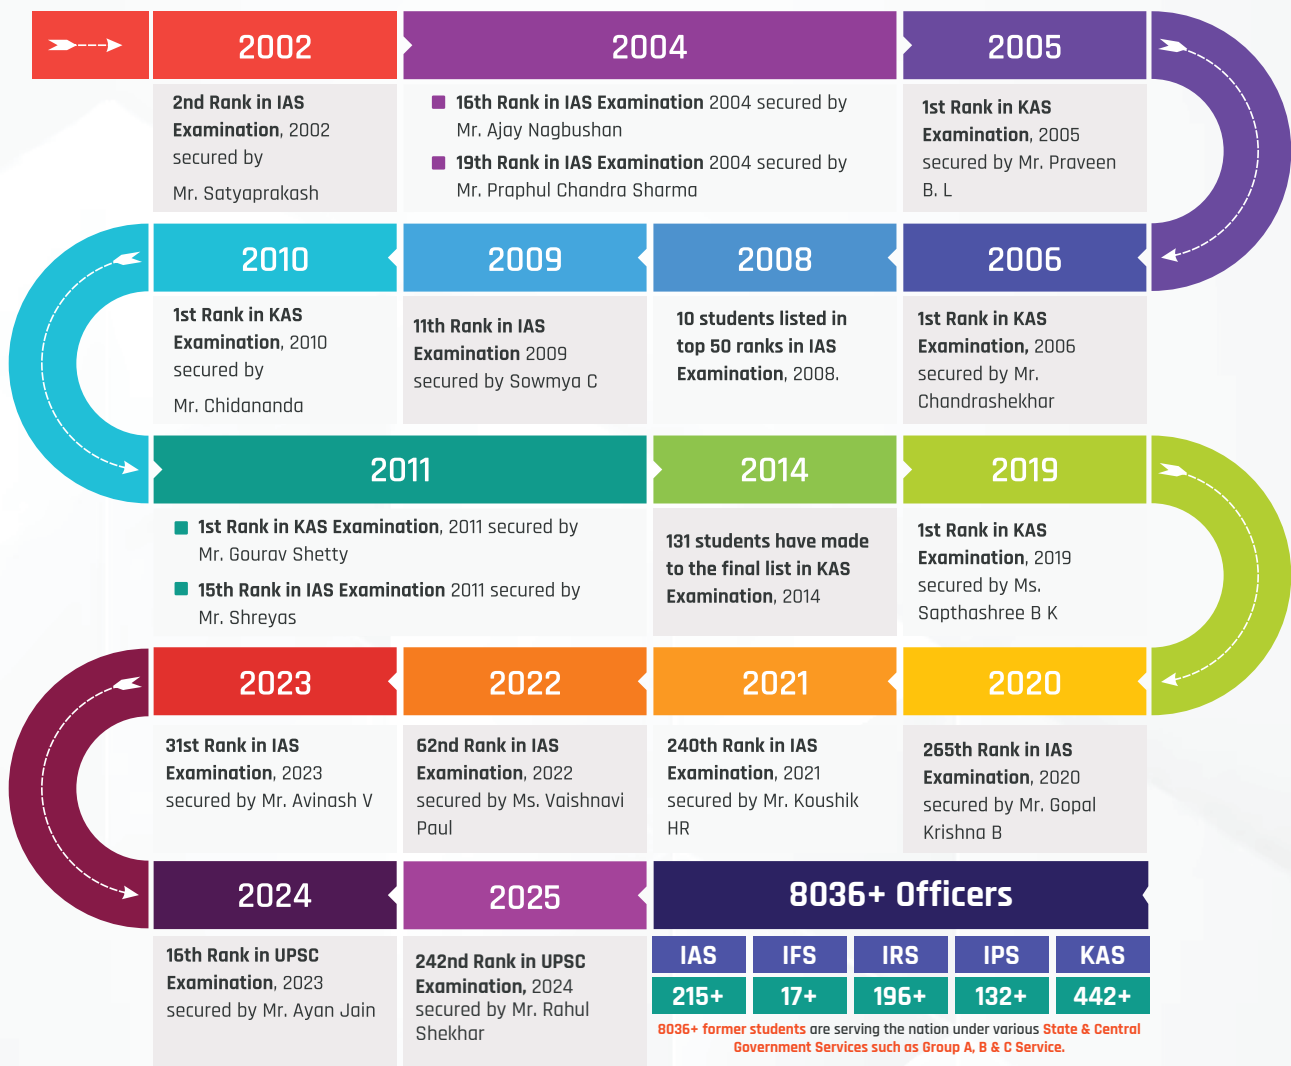 2002
2nd Rank in IAS
Examination, 2002
secured by
Mr. Satyaprakash
2004
16th Rank in IAS Examination 2004 secured by
Mr. Ajay Nagbushan
19th Rank in IAS Examination 2004 secured by
Mr. Praphul Chandra Sharma
2005
1st Rank in KAS
Examination, 2005
secured by Mr. Praveen
B. L
2006
1st Rank in KAS
Examination, 2006
secured by Mr.
Chandrashekhar
2008
10 students listed in
top 50 ranks in IAS
Examination, 2008.
2009
11th Rank in IAS
Examination 2009
secured by Sowmya C
2010
1st Rank in KAS
Examination, 2010
secured by
Mr. Chidananda
2011
1st Rank in KAS Examination, 2011 secured by
Mr. Gourav Shetty
15th Rank in IAS Examination 2011 secured by
Mr. Shreyas
2014
131 students have made
to the final list in KAS
Examination, 2014
2019
1st Rank in KAS
Examination, 2019
secured by Ms.
Sapthashree B K
2020
265th Rank in IAS
Examination, 2020
secured by Mr. Gopal
Krishna B
2021
240th Rank in IAS
Examination, 2021
secured by Mr. Koushik
HR
2022
62nd Rank in IAS
Examination, 2022
secured by Ms. Vaishnavi
Paul
2023
31st Rank in IAS
Examination, 2023
secured by Mr. Avinash V
2024
16th Rank in UPSC
Examination, 2023
secured by Mr. Ayan Jain
2025
242nd Rank in UPSC
Examination, 2024
secured by Mr. Rahul
Shekhar
8036+ Officers
IAS IFS IRS IPS KAS
215+ 17+ 196+ 132+ 442+
8036+ former students are serving the nation under various State & Central
Government Services such as Group A, B & C Service.